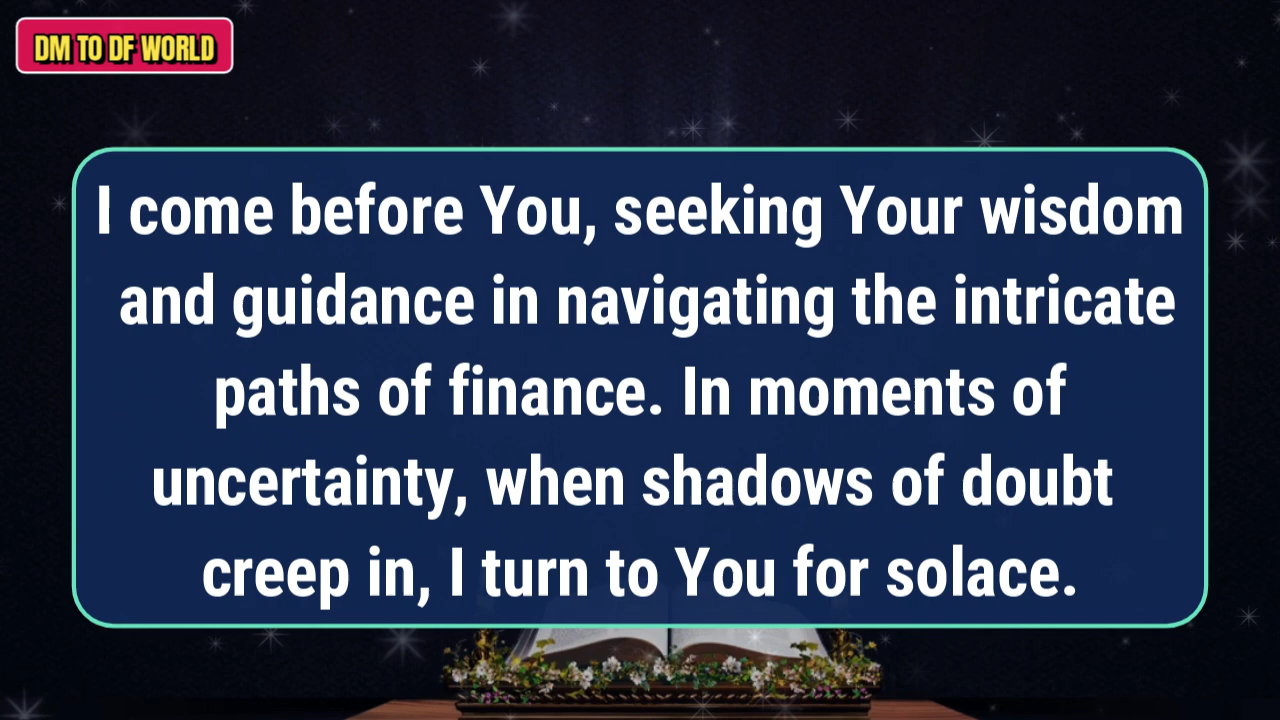 DM TO DF WORLD
I come before You, seeking Your wisdom
and guidance in navigating the intricate
paths of finance. In moments of
uncertainty, when shadows of doubt
creep in, I turn to You for solace.